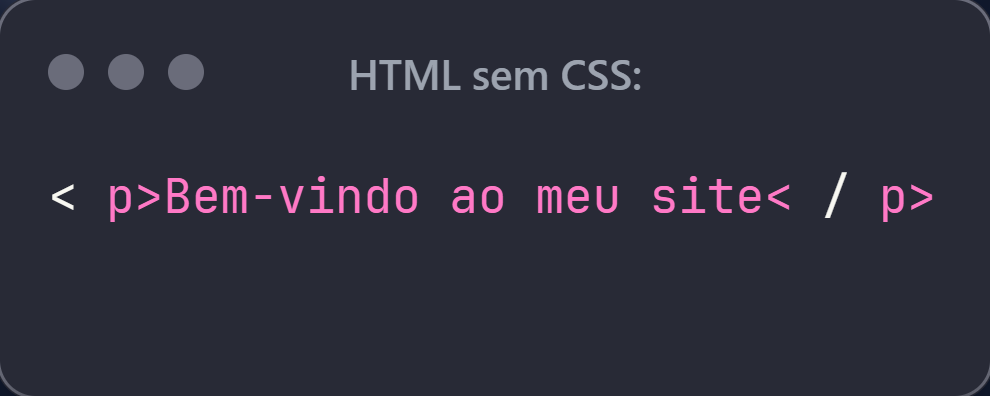 HTML sem CSS:
< p>Bem-vindo ao meu site< / p>